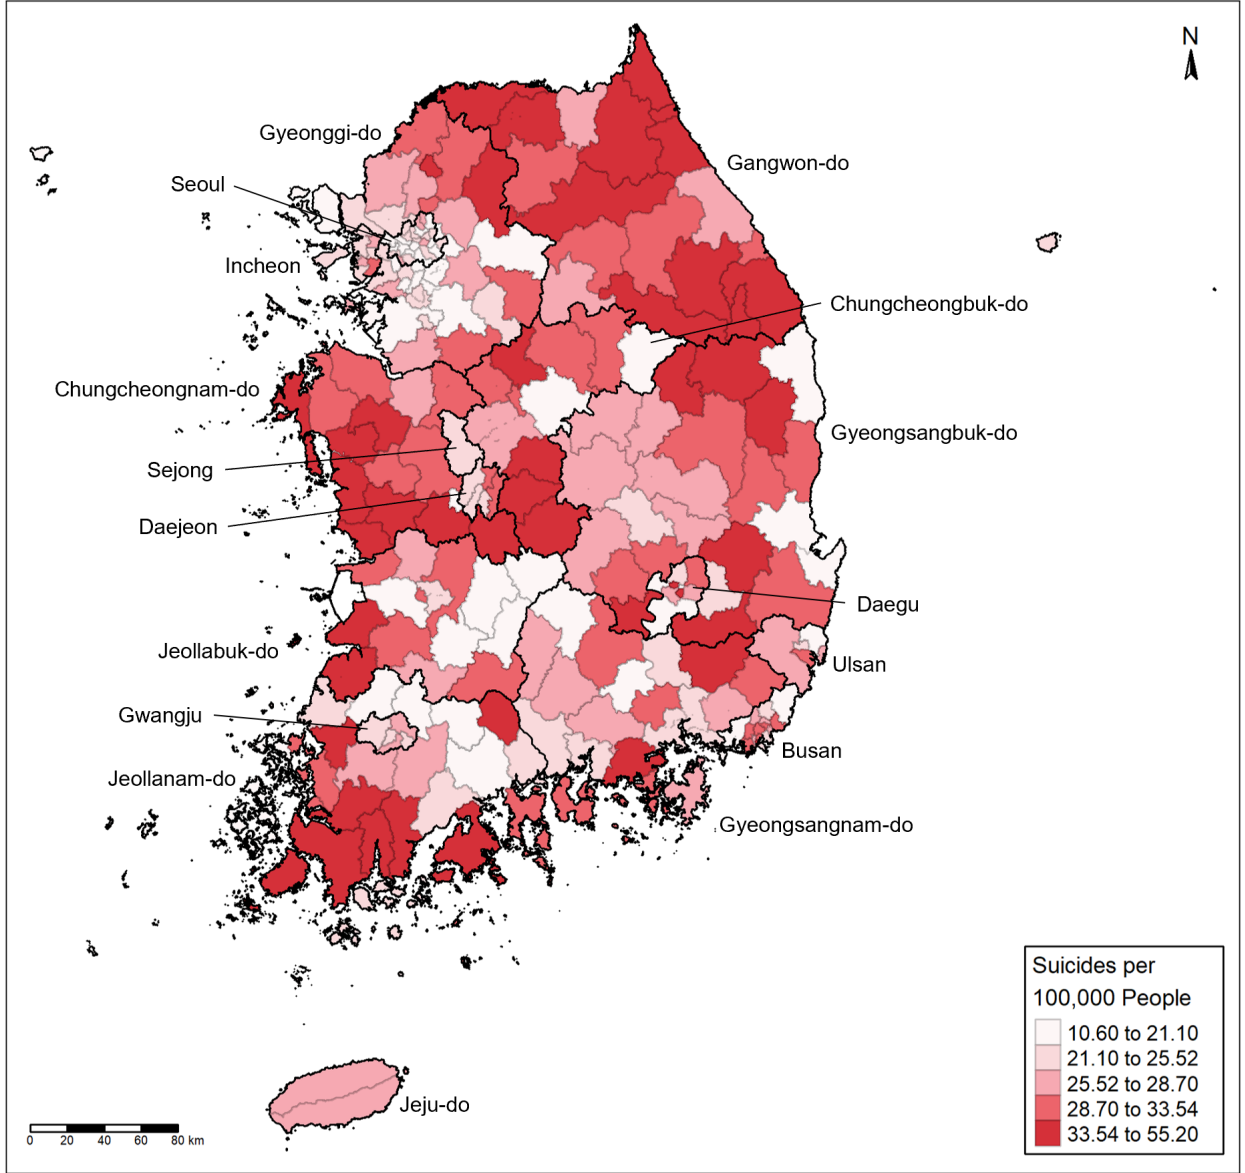 N
Gyeonggi-do
Gangwon-do
Seoul
Incheon
Chungcheongbuk-do
Chungcheongnam-do
Gyeongsangbuk-do
Sejong
Daejeon
Daegu
Jeollabuk-do
Ulsan
Gwangju
Busan
Jeollanam-do
Gyeongsangnam-do
Suicides per
100,000 People
10.60 to 21.10
21.10 to 25.52
25.52 to 28.70
28.70 to 33.54
33.54 to 55.20
Jeju-do
0 20 40 60 80 km